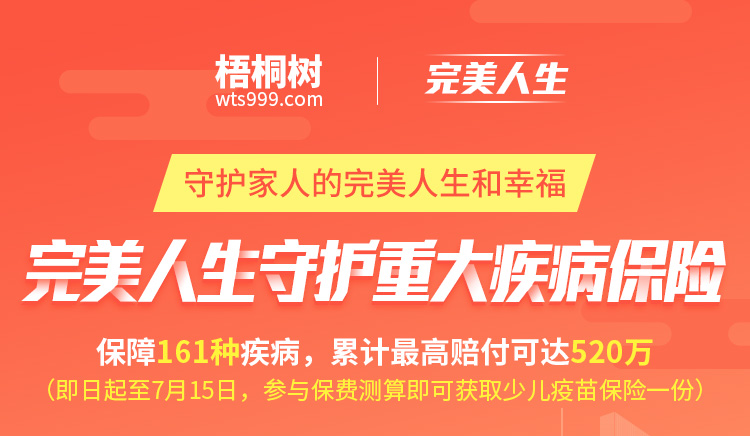 梧桐树
wts999.com
完美人生
守护家人的完美人生和幸福
完美人生守护重大疾病保险
保障161种疾病，累计最高赔付可达520万
（即日起至7月15日，参与保费测算即可获取少儿疫苗保险一份）